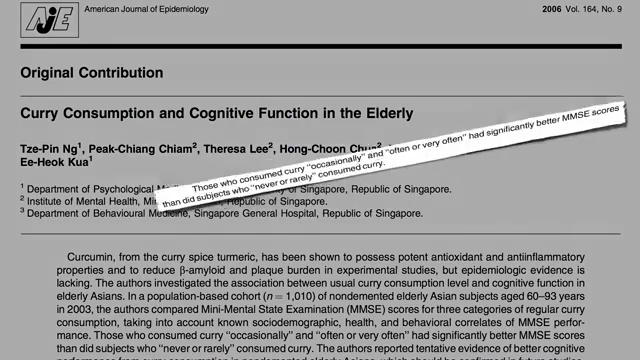 AJE
American Journal of Epidemiology
2006 Vol. 164, No. 9
Original Contribution
Curry Consumption and Cognitive Function in the Elderly
Tze-Pin Ng1, Peak-Chiang Chiam2, Theresa Lee2, Hong-Choon Chua2,
Ee-Heok Kua1
Those who consumed curry "occasionally" and "often or very often" had significantly better MMSE scores
than did subjects who "never or rarely" consumed curry.
1 Department of Psychological of Singapore, Republic of Singapore.
2 Institute of Mental Health, Republic of Singapore.
3 Department of Behavioural Medicine, Singapore General Hospital, Republic of Singapore.
Curcumin, from the curry spice turmeric, has been shown to possess potent antioxidant and antiinflammatory
properties and to reduce β-amyloid and plaque burden in experimental studies, but epidemiologic evidence is
lacking. The authors investigated the association between usual curry consumption level and cognitive function in
elderly Asians. In a population-based cohort (n = 1,010) of nondemented elderly Asian subjects aged 60–93 years
in 2003, the authors compared Mini-Mental State Examination (MMSE) scores for three categories of regular curry
consumption, taking into account known sociodemographic, health, and behavioral correlates of MMSE perfor-
mance. Those who consumed curry "occasionally" and "often or very often" had significantly better MMSE scores
than did subjects who "never or rarely" consumed curry. The authors reported tentative evidence of better cognitive